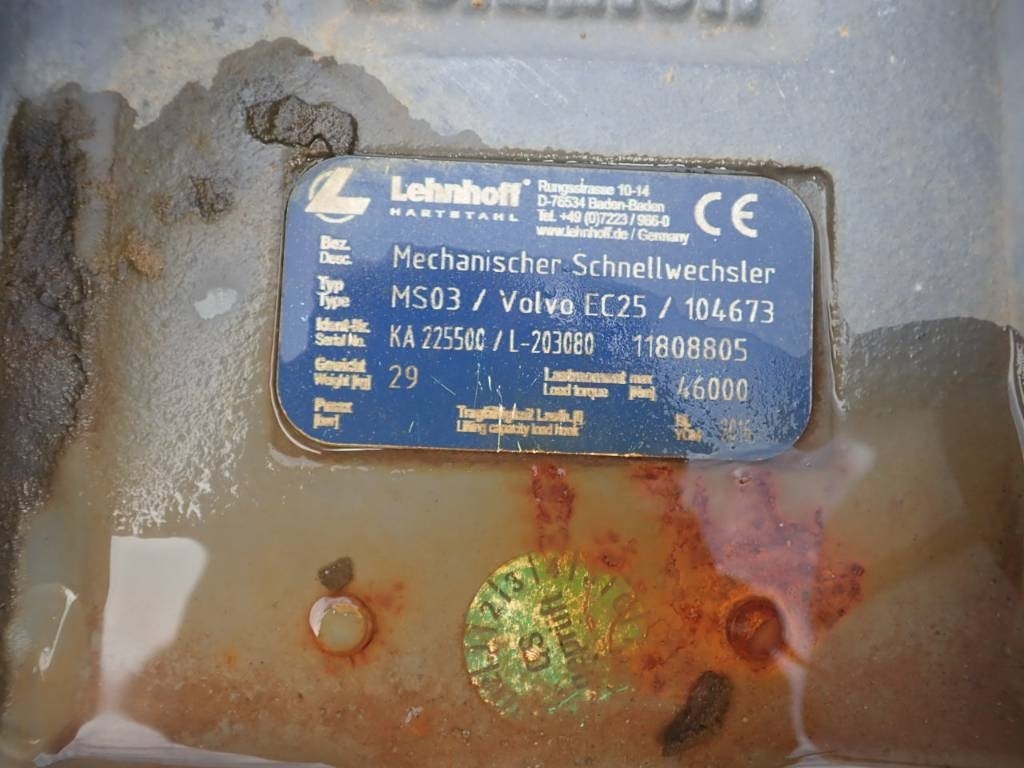 Lehnhoff®
HARTSTAHL
Rungsstrasse 10-14
D-76534 Baden-Baden
Tel. +49 (0)7223 / 966-0
www.lehnhoff.de / Germany
CE
Bez.
Desc.
Mechanischer Schnellwechsler
Typ
Type
MS03 / Volvo EC25 / 104673
Ident-Nr.
Serial No.
KA 225500 / L-203080 11808805
Gewicht
Weight [kg]
29
Lastmoment max
Load torque [Nm]
46000
Pmax
[bar]
Tragfähigkeit Lasth. [t]
Lifting capacity load hook
BJ.
YOM